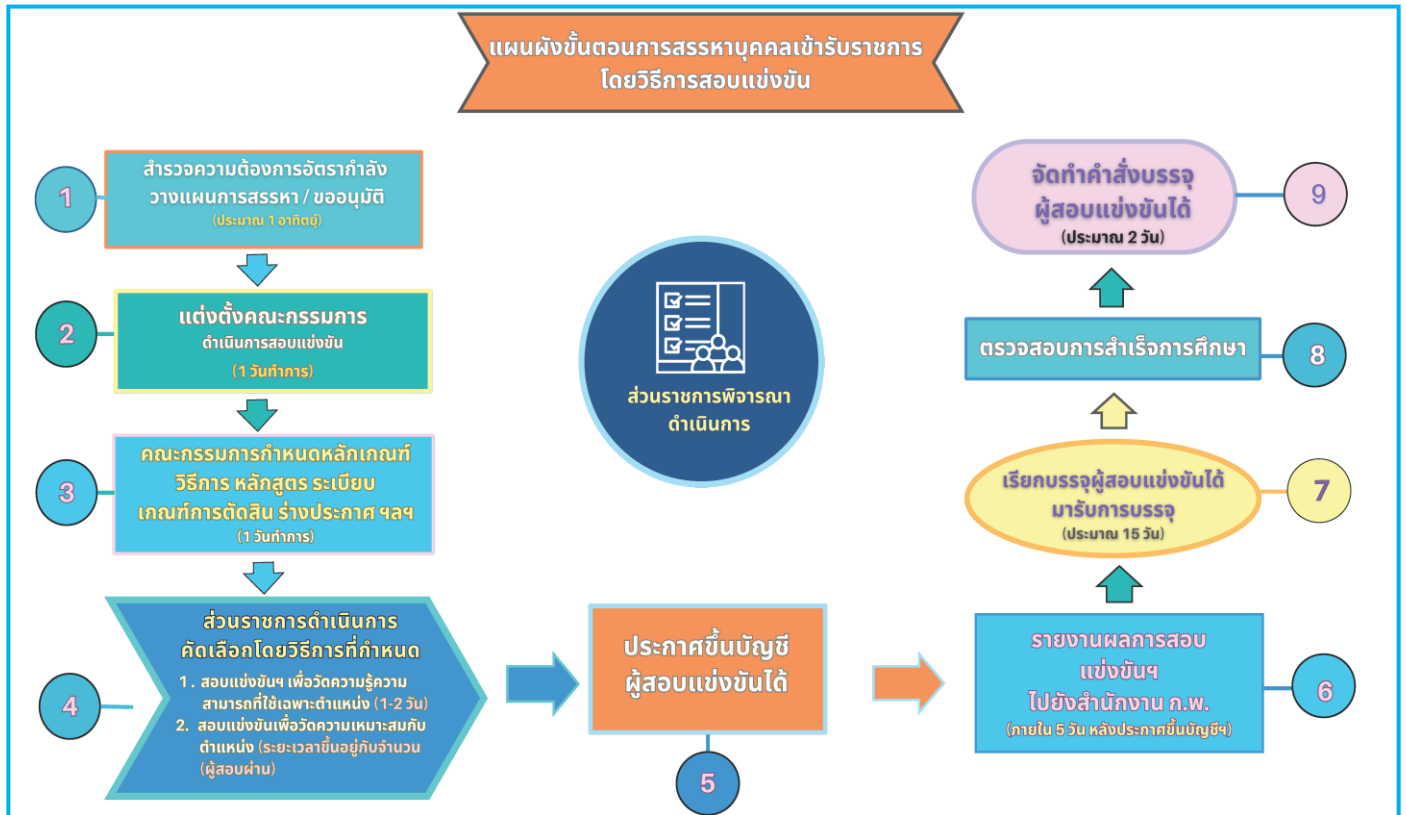 แผนผังขั้นตอนการสรรหาบุคคลเข้ารับราชการ
โดยวิธีการสอบแข่งขัน
1
สำรวจความต้องการอัตรากำลัง
วางแผนการสรรหา / ขออนุมัติ
(ประมาณ 1 อาทิตย์)
2
แต่งตั้งคณะกรรมการ
ดำเนินการสอบแข่งขัน
(1 วันทำการ)
3
คณะกรรมการกำหนดหลักเกณฑ์
วิธีการ หลักสูตร ระเบียบ
เกณฑ์การตัดสิน ร่างประกาศ ฯลฯ
(1 วันทำการ)
4
ส่วนราชการดำเนินการ
คัดเลือกโดยวิธีการที่กำหนด
1. สอบแข่งขันฯ เพื่อวัดความรู้ความ
สามารถที่ใช้เฉพาะตำแหน่ง (1-2 วัน)
2. สอบแข่งขันเพื่อวัดความเหมาะสมกับ
ตำแหน่ง (ระยะเวลาขึ้นอยู่กับจำนวน
(ผู้สอบผ่าน)
ส่วนราชการพิจารณา
ดำเนินการ
ประกาศขึ้นบัญชี
ผู้สอบแข่งขันได้
5
รายงานผลการสอบ
แข่งขันฯ
ไปยังสำนักงาน ก.พ.
(ภายใน 5 วัน หลังประกาศขึ้นบัญชีฯ)
6
เรียกบรรจุผู้สอบแข่งขันได้
มารับการบรรจุ
(ประมาณ 15 วัน)
7
ตรวจสอบการสำเร็จการศึกษา
8
จัดทำคำสั่งบรรจุ
ผู้สอบแข่งขันได้
(ประมาณ 2 วัน)
9